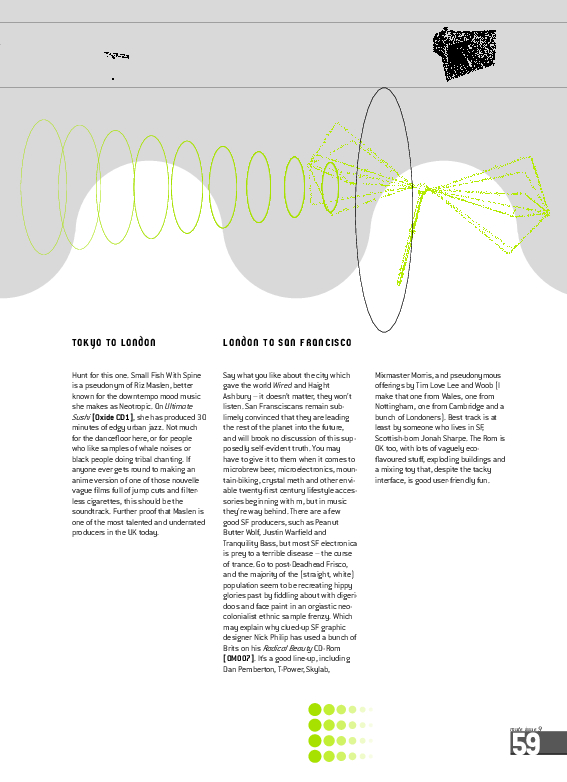 TOKYO TO LONDON
Hunt for this one. Small Fish With Spine
is a pseudonym of Riz Maslen, better
known for the downtempo mood music
she makes as Neotropic. On Ultimate
Sushi [Oxide CD1], she has produced 30
minutes of edgy urban jazz. Not much
for the dancefloor here, or for people
who like samples of whale noises or
black people doing tribal chanting. If
anyone ever gets round to making an
anime version of one of those nouvelle
vague films full of jump cuts and filter-
less cigarettes, this should be the
soundtrack. Further proof that Maslen is
one of the most talented and underrated
producers in the UK today.
LONDON TO SAN FRANCISCO
Say what you like about the city which
gave the world Wired and Haight
Ashbury – it doesn't matter, they won't
listen. San Fransciscans remain sub-
limely convinced that they are leading
the rest of the planet into the future,
and will brook no discussion of this sup-
posedly self-evident truth. You may
have to give it to them when it comes to
microbrew beer, microelectronics, moun-
tain-biking, crystal meth and other envi-
able twenty-first century lifestyle acces-
sories beginning with m, but in music
they're way behind. There are a few
good SF producers, such as Peanut
Butter Wolf, Justin Warfield and
Tranquility Bass, but most SF electronica
is prey to a terrible disease – the curse
of trance. Go to post-Deadhead Frisco,
and the majority of the (straight, white)
population seem to be recreating hippy
glories past by fiddling about with digeri-
doos and face paint in an orgiastic neo-
colonialist ethnic sample frenzy. Which
may explain why clued-up SF graphic
designer Nick Philip has used a bunch of
Brits on his Radical Beauty CD-Rom
[OM007]. It's a good line-up, including
Dan Pemberton, T-Power, Skylab,
Mixmaster Morris, and pseudonymous
offerings by Tim Love Lee and Woob (I
make that one from Wales, one from
Nottingham, one from Cambridge and a
bunch of Londoners). Best track is at
least by someone who lives in SF,
Scottish-born Jonah Sharpe. The Rom is
OK too, with lots of vaguely eco-
flavoured stuff, exploding buildings and
a mixing toy that, despite the tacky
interface, is good user-friendly fun.
59